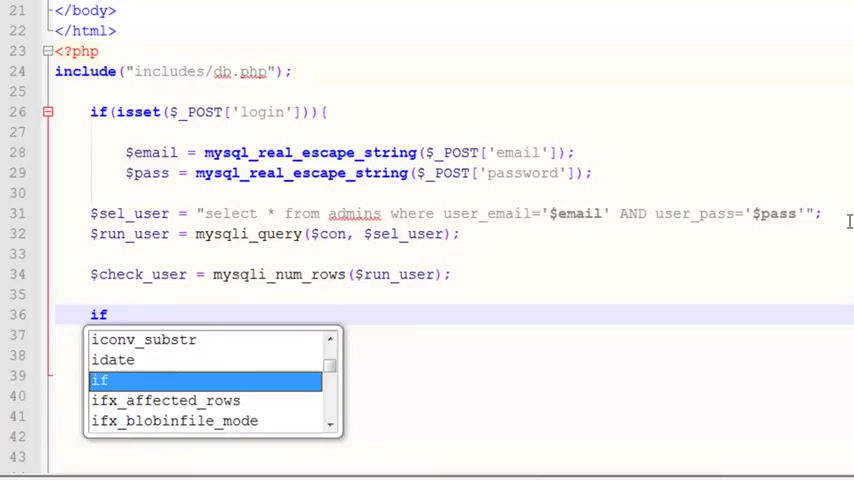 21 </body>
22 </html>
23 <?php
24 include("includes/db.php");
25
26 if(isset($_POST['login'])){
27
28 $email = mysql_real_escape_string($_POST['email']);
29 $pass = mysql_real_escape_string($_POST['password']);
30
31 $sel_user = "select * from admins where user_email='$email' AND user_pass='$pass'";
32 $run_user = mysqli_query($con, $sel_user);
33
34 $check_user = mysqli_num_rows($run_user);
35
36 if
37 iconv_substr
38 idate
39 if
40 ifx_affected_rows
41 ifx_blobinfile_mode
42
43